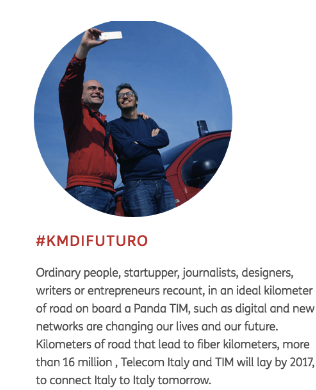 #KMDIFUTURO
Ordinary people, startupper, journalists, designers,
writers or entrepreneurs recount, in an ideal kilometer
of road on board a Panda TIM, such as digital and new
networks are changing our lives and our future.
Kilometers of road that lead to fiber kilometers, more
than 16 million , Telecom Italy and TIM will lay by 2017,
to connect Italy to Italy tomorrow.